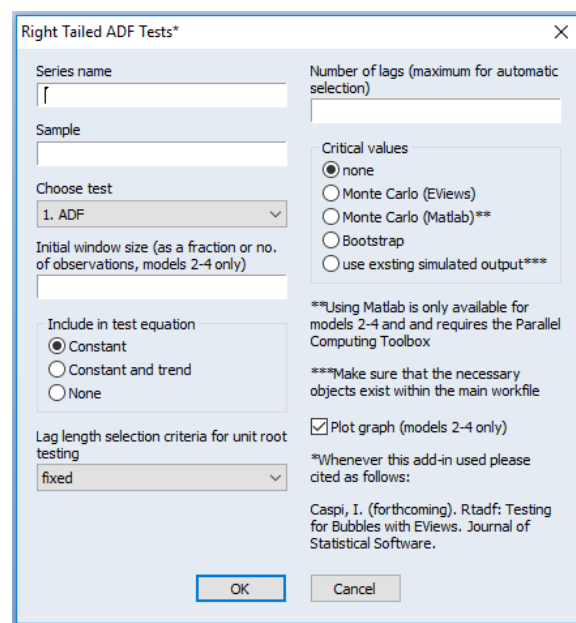 Right Tailed ADF Tests*
Series name
Sample
Choose test
1. ADF
Initial window size (as a fraction or no.
of observations, models 2-4 only)
Include in test equation
Constant
Constant and trend
None
Lag length selection criteria for unit root
testing
fixed
Number of lags (maximum for automatic
selection)
Critical values
none
Monte Carlo (EViews)
Monte Carlo (Matlab)**
Bootstrap
use exsting simulated output***
**Using Matlab is only available for
models 2-4 and and requires the Parallel
Computing Toolbox
***Make sure that the necessary
objects exist within the main workfile
Plot graph (models 2-4 only)
*Whenever this add-in used please
cited as follows:
Caspi, I. (forthcoming). Rtadf: Testing
for Bubbles with EViews. Journal of
Statistical Software.
OK
Cancel